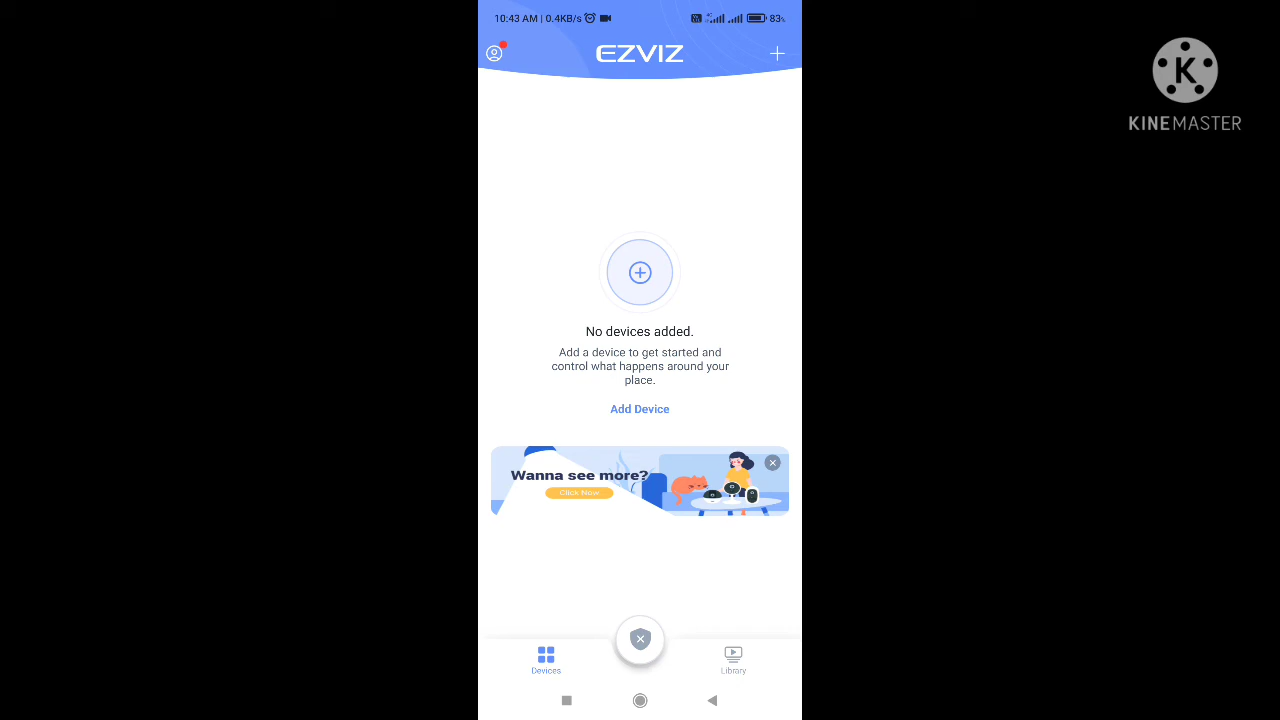 10:43 AM | 0.4KB/s
4G
83%
EZVIZ
K
KINEMASTER
No devices added.
Add a device to get started and
control what happens around your
place.
Add Device
Wanna see more?
Click Now
Devices
Library